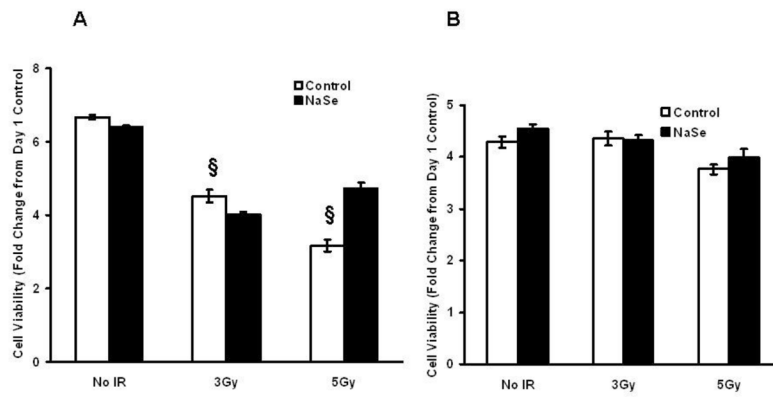 A
Cell Viability (Fold Change from Day 1 Control)
8
6
4
2
0
Control
NaSe
§
§
No IR 3Gy 5Gy
B
Cell Viability (Fold Change from Day 1 Control)
5
4
3
2
1
0
Control
NaSe
No IR 3Gy 5Gy